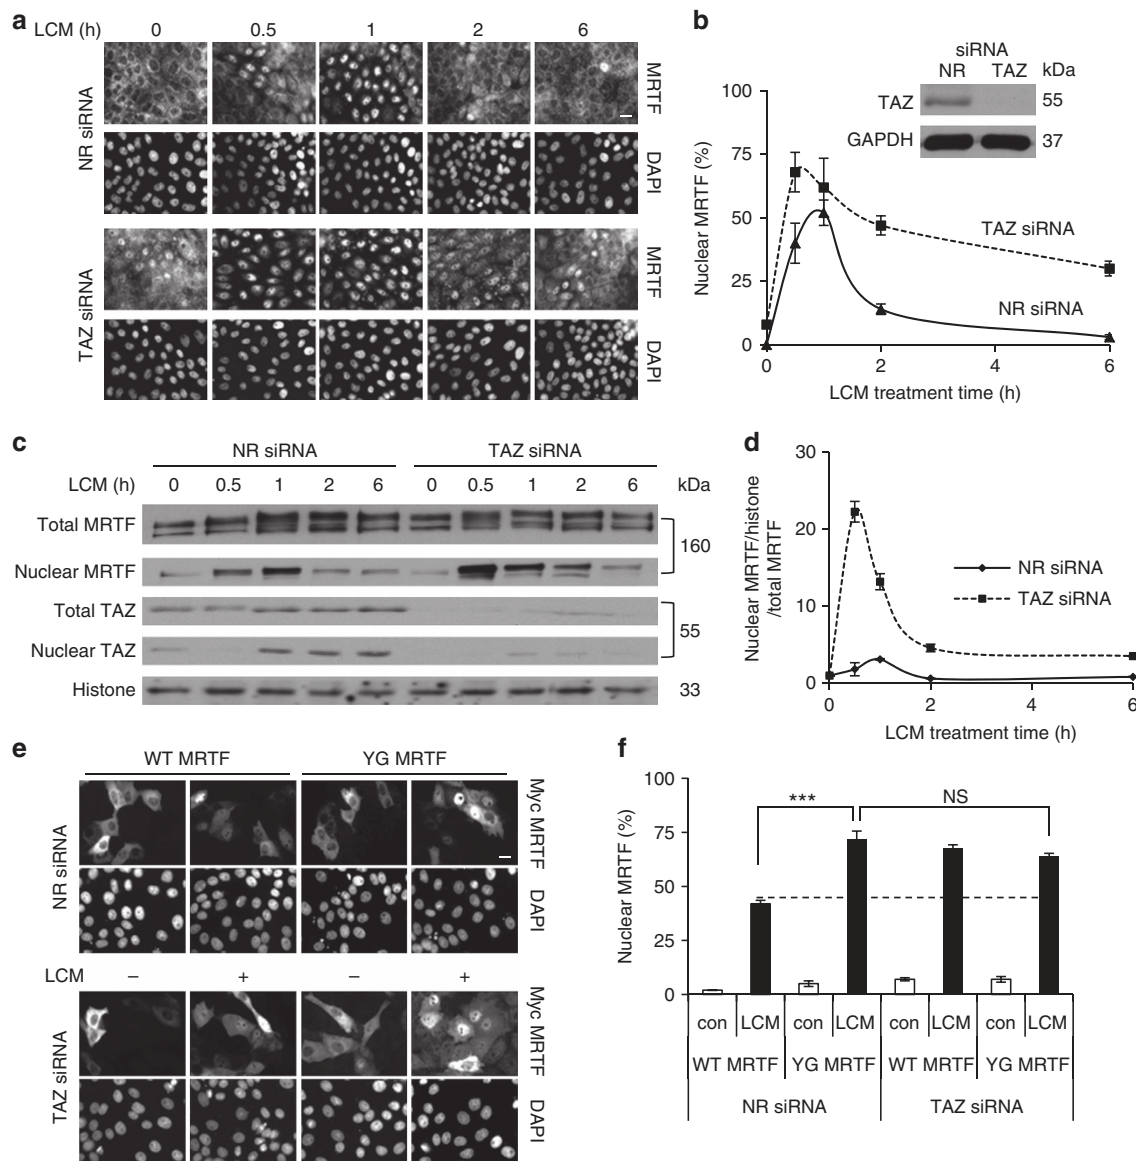 a
LCM (h) 0 0.5 1 2 6
NR siRNA
MRTF
DAPI
TAZ siRNA
MRTF
DAPI
b
siRNA
NR TAZ kDa
TAZ 55
GAPDH 37
Nuclear MRTF (%)
100
75
50
25
0
TAZ siRNA
NR siRNA
0 2 4 6
LCM treatment time (h)
c
NR siRNA TAZ siRNA
LCM (h) 0 0.5 1 2 6 0 0.5 1 2 6 kDa
Total MRTF
160
Nuclear MRTF
Total TAZ
55
Nuclear TAZ
Histone 33
d
Nuclear MRTF/histone
/total MRTF
30
20
10
0
NR siRNA
TAZ siRNA
0 2 4 6
LCM treatment time (h)
e
WT MRTF YG MRTF
NR siRNA
Myc MRTF
DAPI
LCM – + – +
TAZ siRNA
Myc MRTF
DAPI
f
Nuclear MRTF (%)
100
75
50
25
0
*** NS
con LCM con LCM con LCM con LCM
WT MRTF YG MRTF WT MRTF YG MRTF
NR siRNA TAZ siRNA